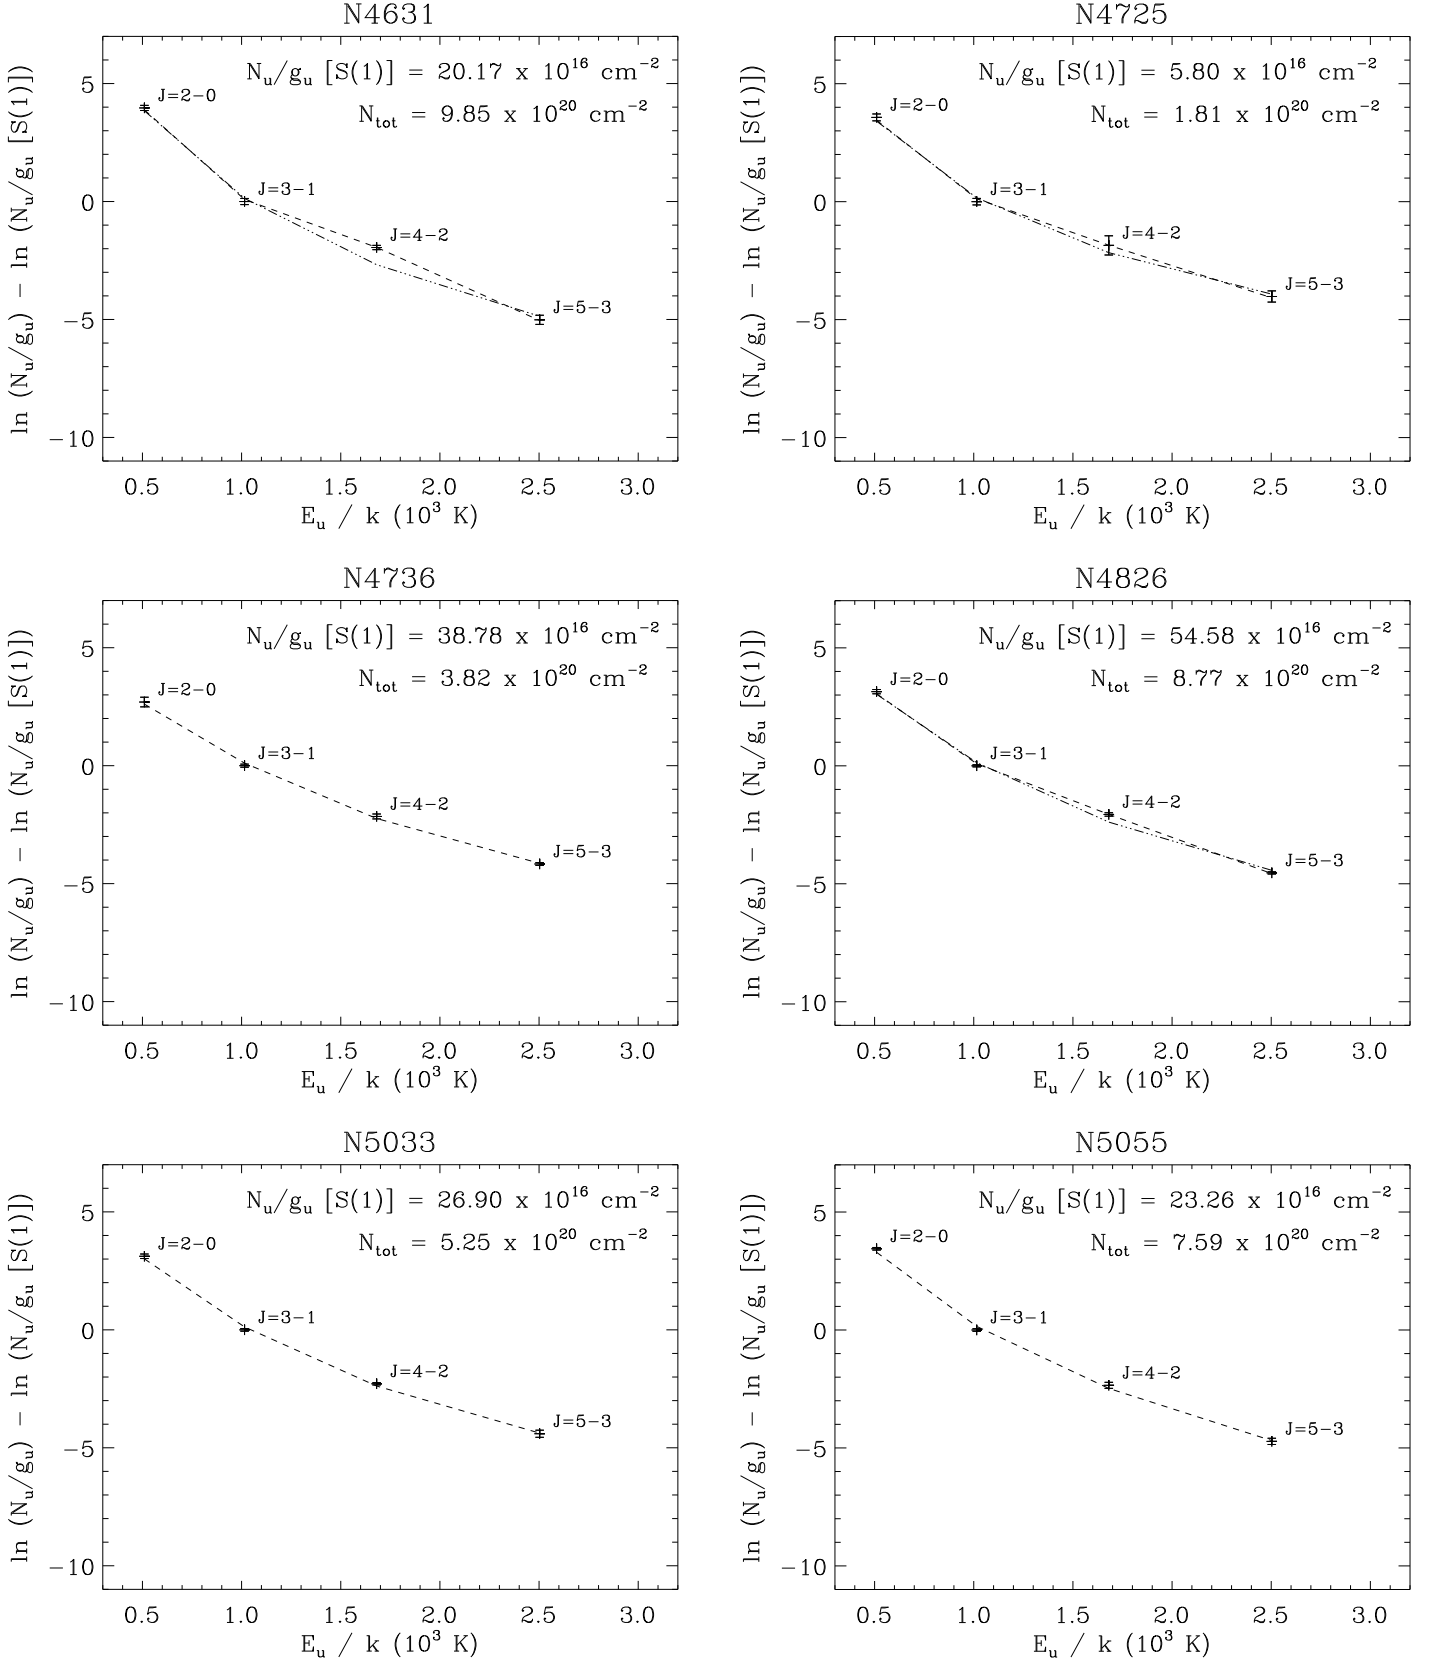 N4631
N_u/g_u [S(1)] = 20.17 x 10^16 cm^-2
N_tot = 9.85 x 10^20 cm^-2
J=2-0
J=3-1
J=4-2
J=5-3
5
0
-5
-10
ln (N_u/g_u) - ln (N_u/g_u [S(1)])
0.5 1.0 1.5 2.0 2.5 3.0
E_u / k (10^3 K)
N4725
N_u/g_u [S(1)] = 5.80 x 10^16 cm^-2
N_tot = 1.81 x 10^20 cm^-2
J=2-0
J=3-1
J=4-2
J=5-3
5
0
-5
-10
ln (N_u/g_u) - ln (N_u/g_u [S(1)])
0.5 1.0 1.5 2.0 2.5 3.0
E_u / k (10^3 K)
N4736
N_u/g_u [S(1)] = 38.78 x 10^16 cm^-2
N_tot = 3.82 x 10^20 cm^-2
J=2-0
J=3-1
J=4-2
J=5-3
5
0
-5
-10
ln (N_u/g_u) - ln (N_u/g_u [S(1)])
0.5 1.0 1.5 2.0 2.5 3.0
E_u / k (10^3 K)
N4826
N_u/g_u [S(1)] = 54.58 x 10^16 cm^-2
N_tot = 8.77 x 10^20 cm^-2
J=2-0
J=3-1
J=4-2
J=5-3
5
0
-5
-10
ln (N_u/g_u) - ln (N_u/g_u [S(1)])
0.5 1.0 1.5 2.0 2.5 3.0
E_u / k (10^3 K)
N5033
N_u/g_u [S(1)] = 26.90 x 10^16 cm^-2
N_tot = 5.25 x 10^20 cm^-2
J=2-0
J=3-1
J=4-2
J=5-3
5
0
-5
-10
ln (N_u/g_u) - ln (N_u/g_u [S(1)])
0.5 1.0 1.5 2.0 2.5 3.0
E_u / k (10^3 K)
N5055
N_u/g_u [S(1)] = 23.26 x 10^16 cm^-2
N_tot = 7.59 x 10^20 cm^-2
J=2-0
J=3-1
J=4-2
J=5-3
5
0
-5
-10
ln (N_u/g_u) - ln (N_u/g_u [S(1)])
0.5 1.0 1.5 2.0 2.5 3.0
E_u / k (10^3 K)